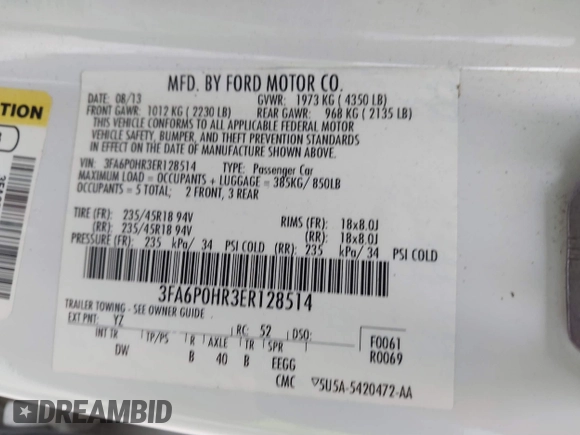 MFD. BY FORD MOTOR CO.
DATE: 08/13 GVWR: 1973 KG ( 4350 LB)
FRONT GAWR: 1012 KG ( 2230 LB) REAR GAWR: 968 KG ( 2135 LB)
THIS VEHICLE CONFORMS TO ALL APPLICABLE FEDERAL MOTOR
VEHICLE SAFETY, BUMPER, AND THEFT PREVENTION STANDARDS
IN EFFECT ON THE DATE OF MANUFACTURE SHOWN ABOVE.
VIN: 3FA6P0HR3ER128514 TYPE: Passenger Car
MAXIMUM LOAD = OCCUPANTS + LUGGAGE = 385KG/ 850LB
OCCUPANTS = 5 TOTAL; 2 FRONT, 3 REAR
TIRE (FR): 235/45R18 94V RIMS (FR): 18x8.0J
(RR): 235/45R18 94V (RR): 18x8.0J
PRESSURE (FR): 235 kPa/ 34 PSI COLD (RR): 235 kPa/ 34 PSI COLD
3FA6P0HR3ER128514
TRAILER TOWING - SEE OWNER GUIDE
EXT PNT: YZ RC: 52 DSO: F0061
INT TR TP/PS R AXLE TR SPR R0069
DW B 40 B EEGG
CMC 5U5A-5420472-AA
DREAMBID